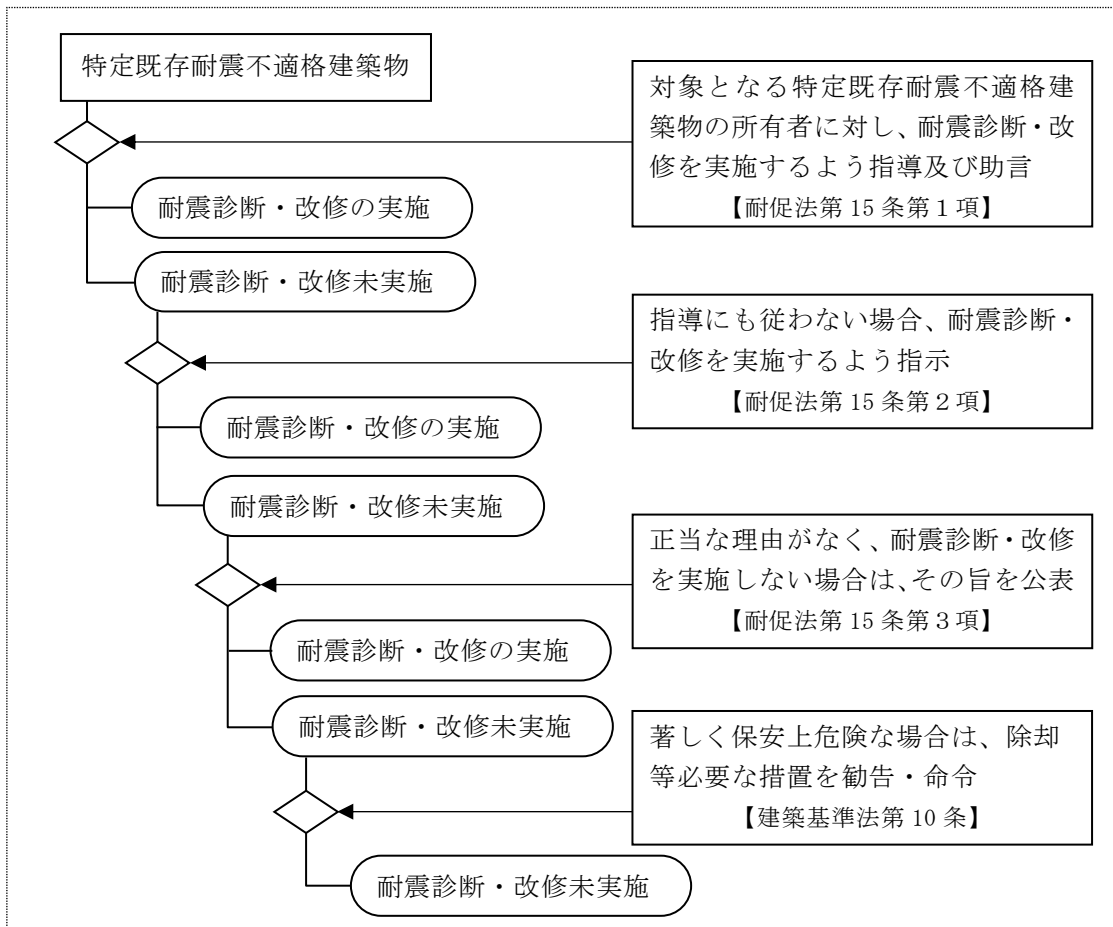 特定既存耐震不適格建築物
対象となる特定既存耐震不適格建
築物の所有者に対し、耐震診断・改
修を実施するよう指導及び助言
【耐促法第 15 条第１項】
耐震診断・改修の実施
耐震診断・改修未実施
指導にも従わない場合、耐震診断・
改修を実施するよう指示
【耐促法第 15 条第２項】
耐震診断・改修の実施
耐震診断・改修未実施
正当な理由がなく、耐震診断・改修
を実施しない場合は、その旨を公表
【耐促法第 15 条第３項】
耐震診断・改修の実施
耐震診断・改修未実施
著しく保安上危険な場合は、除却
等必要な措置を勧告・命令
【建築基準法第 10 条】
耐震診断・改修未実施